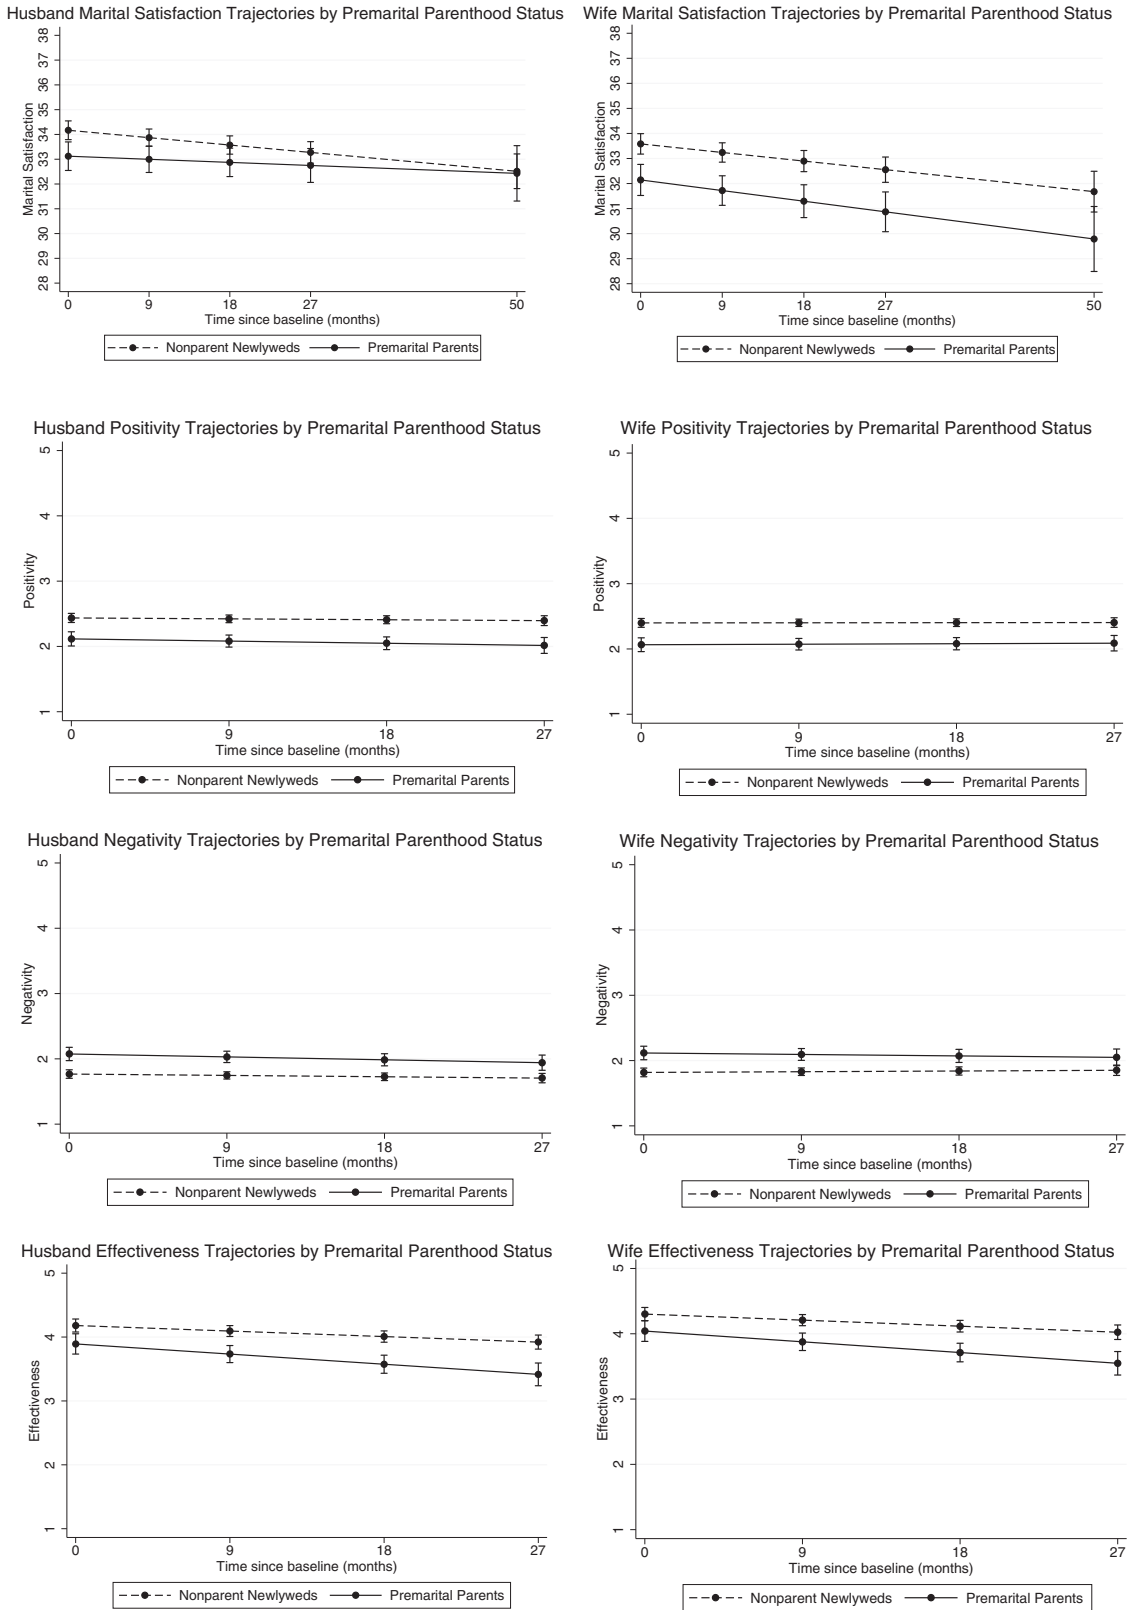 Husband Marital Satisfaction Trajectories by Premarital Parenthood Status
38
37
36
35
34
33
32
31
30
29
28
Marital Satisfaction
0 9 18 27 50
Time since baseline (months)
Nonparent Newlyweds Premarital Parents
Wife Marital Satisfaction Trajectories by Premarital Parenthood Status
38
37
36
35
34
33
32
31
30
29
28
Marital Satisfaction
0 9 18 27 50
Time since baseline (months)
Nonparent Newlyweds Premarital Parents
Husband Positivity Trajectories by Premarital Parenthood Status
5
4
3
2
1
Positivity
0 9 18 27
Time since baseline (months)
Nonparent Newlyweds Premarital Parents
Wife Positivity Trajectories by Premarital Parenthood Status
5
4
3
2
1
Positivity
0 9 18 27
Time since baseline (months)
Nonparent Newlyweds Premarital Parents
Husband Negativity Trajectories by Premarital Parenthood Status
5
4
3
2
1
Negativity
0 9 18 27
Time since baseline (months)
Nonparent Newlyweds Premarital Parents
Wife Negativity Trajectories by Premarital Parenthood Status
5
4
3
2
1
Negativity
0 9 18 27
Time since baseline (months)
Nonparent Newlyweds Premarital Parents
Husband Effectiveness Trajectories by Premarital Parenthood Status
5
4
3
2
1
Effectiveness
0 9 18 27
Time since baseline (months)
Nonparent Newlyweds Premarital Parents
Wife Effectiveness Trajectories by Premarital Parenthood Status
5
4
3
2
1
Effectiveness
0 9 18 27
Time since baseline (months)
Nonparent Newlyweds Premarital Parents